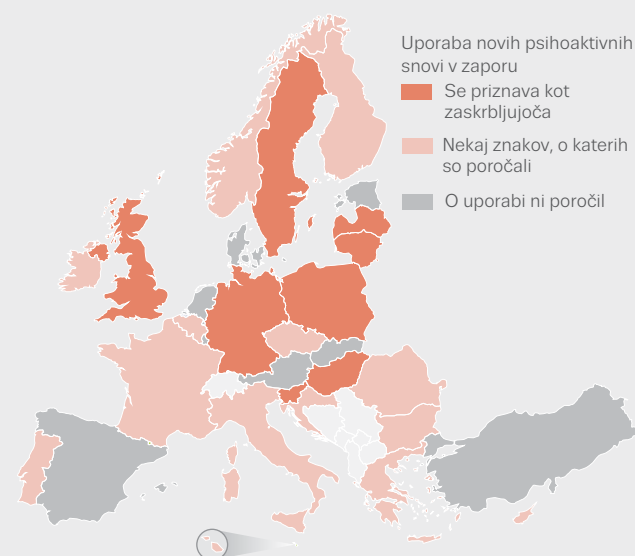 Uporaba novih psihoaktivnih
snovi v zaporu
Se priznava kot
zaskrbljujoča
Nekaj znakov, o katerih
so poročali
O uporabi ni poročil